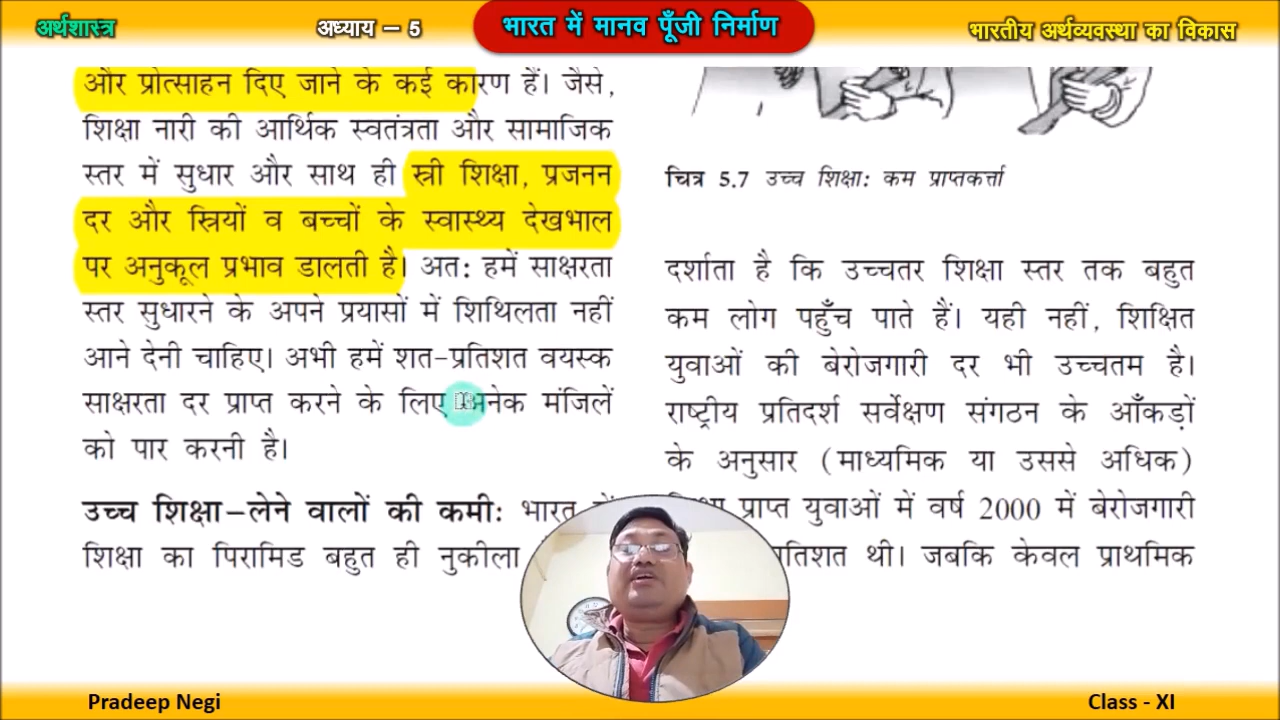 अर्थशास्त्र
अध्याय – 5
भारत में मानव पूँजी निर्माण
भारतीय अर्थव्यवस्था का विकास
और प्रोत्साहन दिए जाने के कई कारण हैं। जैसे,
शिक्षा नारी की आर्थिक स्वतंत्रता और सामाजिक
स्तर में सुधार और साथ ही स्त्री शिक्षा, प्रजनन
दर और स्त्रियों व बच्चों के स्वास्थ्य देखभाल
पर अनुकूल प्रभाव डालती है। अत: हमें साक्षरता
स्तर सुधारने के अपने प्रयासों में शिथिलता नहीं
आने देनी चाहिए। अभी हमें शत-प्रतिशत वयस्क
साक्षरता दर प्राप्त करने के लिए अनेक मंजिलें
को पार करनी है।
उच्च शिक्षा–लेने वालों की कमी: भारत में
शिक्षा का पिरामिड बहुत ही नुकीला
चित्र 5.7 उच्च शिक्षा: कम प्राप्तकर्त्ता
दर्शाता है कि उच्चतर शिक्षा स्तर तक बहुत
कम लोग पहुँच पाते हैं। यही नहीं, शिक्षित
युवाओं की बेरोजगारी दर भी उच्चतम है।
राष्ट्रीय प्रतिदर्श सर्वेक्षण संगठन के आँकड़ों
के अनुसार (माध्यमिक या उससे अधिक)
शिक्षा प्राप्त युवाओं में वर्ष 2000 में बेरोजगारी
प्रतिशत थी। जबकि केवल प्राथमिक
Pradeep Negi
Class - XI